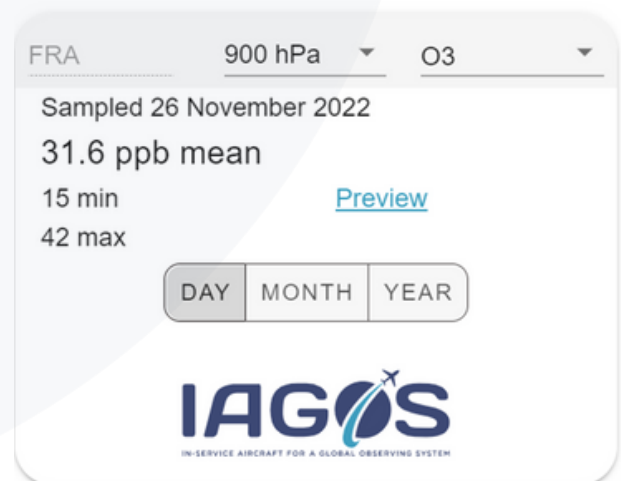 FRA 900 hPa O3
Sampled 26 November 2022
31.6 ppb mean
15 min Preview
42 max
DAY MONTH YEAR
IAGOS
IN-SERVICE AIRCRAFT FOR A GLOBAL OBSERVING SYSTEM